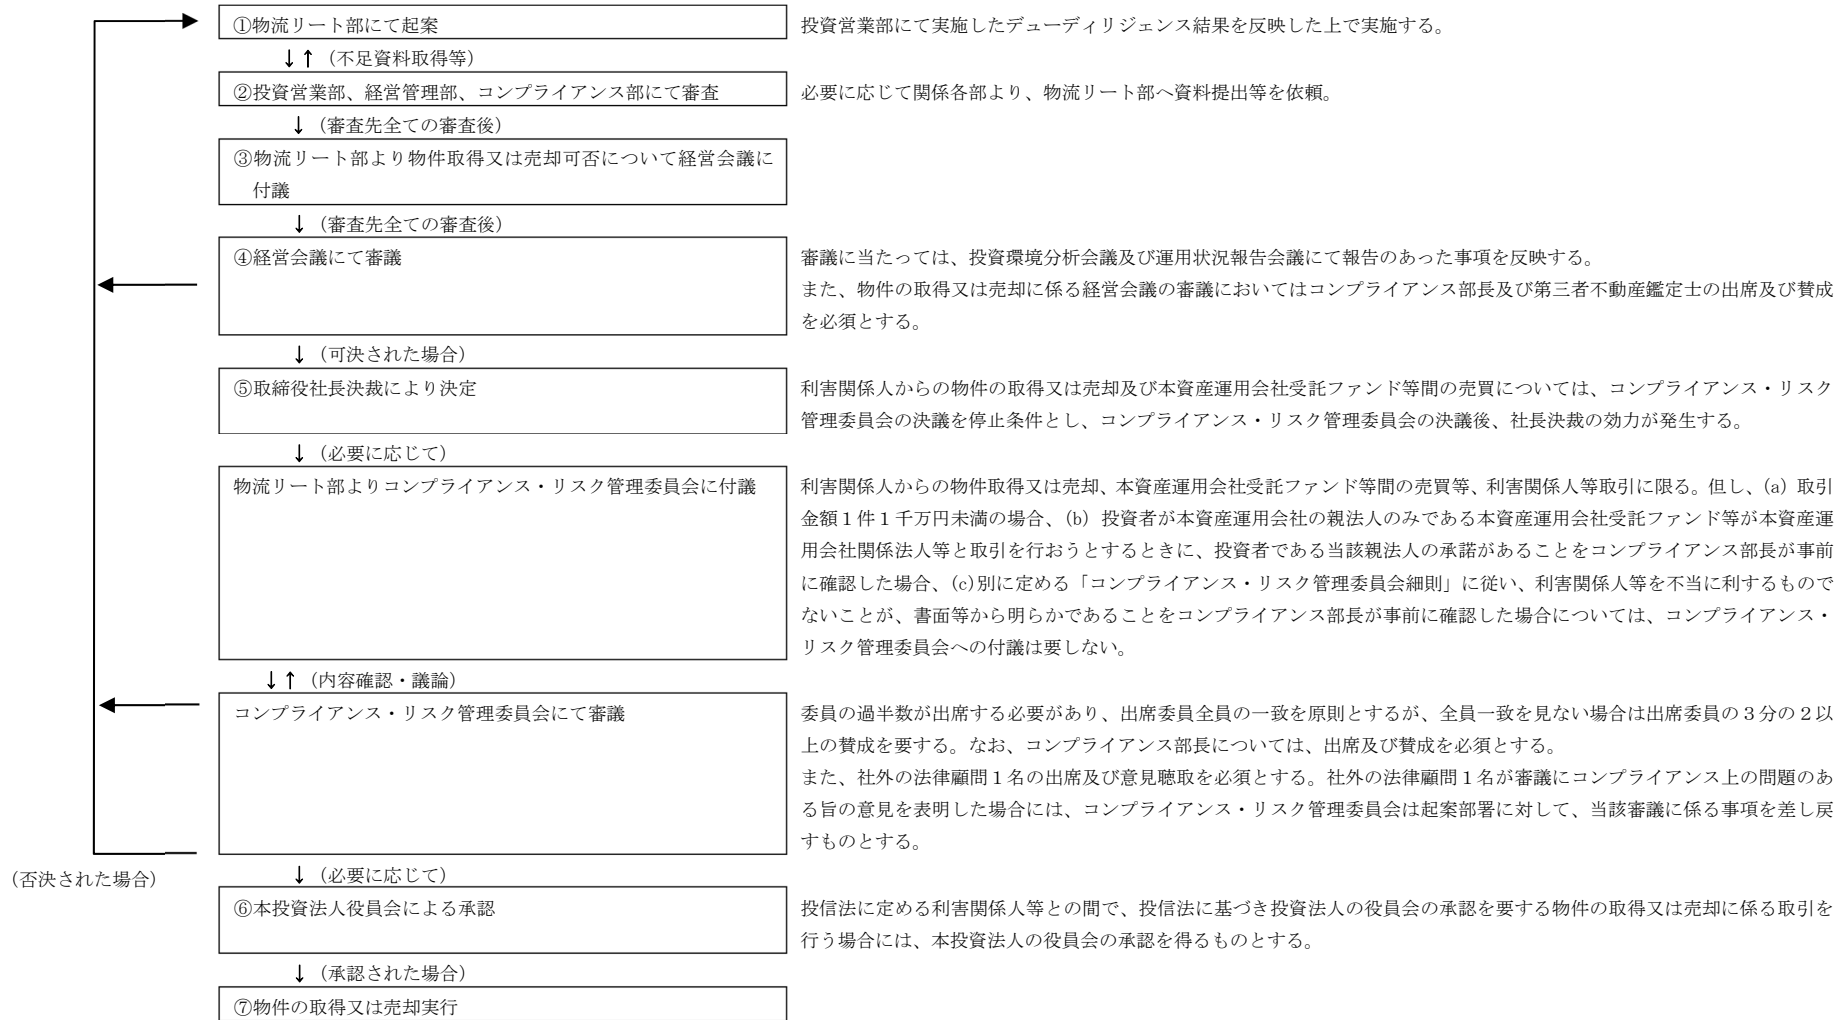 ①物流リート部にて起案
投資営業部にて実施したデューディリジェンス結果を反映した上で実施する。
↓↑（不足資料取得等）
②投資営業部、経営管理部、コンプライアンス部にて審査
必要に応じて関係各部より、物流リート部へ資料提出等を依頼。
↓（審査先全ての審査後）
③物流リート部より物件取得又は売却可否について経営会議に
付議
↓（審査先全ての審査後）
④経営会議にて審議
審議に当たっては、投資環境分析会議及び運用状況報告会議にて報告のあった事項を反映する。
また、物件の取得又は売却に係る経営会議の審議においてはコンプライアンス部長及び第三者不動産鑑定士の出席及び賛成
を必須とする。
↓（可決された場合）
⑤取締役社長決裁により決定
利害関係人からの物件の取得又は売却及び本資産運用会社受託ファンド等間の売買については、コンプライアンス・リスク
管理委員会の決議を停止条件とし、コンプライアンス・リスク管理委員会の決議後、社長決裁の効力が発生する。
↓（必要に応じて）
物流リート部よりコンプライアンス・リスク管理委員会に付議
利害関係人からの物件取得又は売却、本資産運用会社受託ファンド等間の売買等、利害関係人等取引に限る。但し、(a) 取引
金額１件１千万円未満の場合、(b) 投資者が本資産運用会社の親法人のみである本資産運用会社受託ファンド等が本資産運
用会社関係法人等と取引を行おうとするときに、投資者である当該親法人の承諾があることをコンプライアンス部長が事前
に確認した場合、(c)別に定める「コンプライアンス・リスク管理委員会細則」に従い、利害関係人等を不当に利するもので
ないことが、書面等から明らかであることをコンプライアンス部長が事前に確認した場合については、コンプライアンス・
リスク管理委員会への付議は要しない。
↓↑（内容確認・議論）
コンプライアンス・リスク管理委員会にて審議
委員の過半数が出席する必要があり、出席委員全員の一致を原則とするが、全員一致を見ない場合は出席委員の３分の２以
上の賛成を要する。なお、コンプライアンス部長については、出席及び賛成を必須とする。
また、社外の法律顧問１名の出席及び意見聴取を必須とする。社外の法律顧問１名が審議にコンプライアンス上の問題のあ
る旨の意見を表明した場合には、コンプライアンス・リスク管理委員会は起案部署に対して、当該審議に係る事項を差し戻
すものとする。
（否決された場合）
↓（必要に応じて）
⑥本投資法人役員会による承認
投信法に定める利害関係人等との間で、投信法に基づき投資法人の役員会の承認を要する物件の取得又は売却に係る取引を
行う場合には、本投資法人の役員会の承認を得るものとする。
↓（承認された場合）
⑦物件の取得又は売却実行